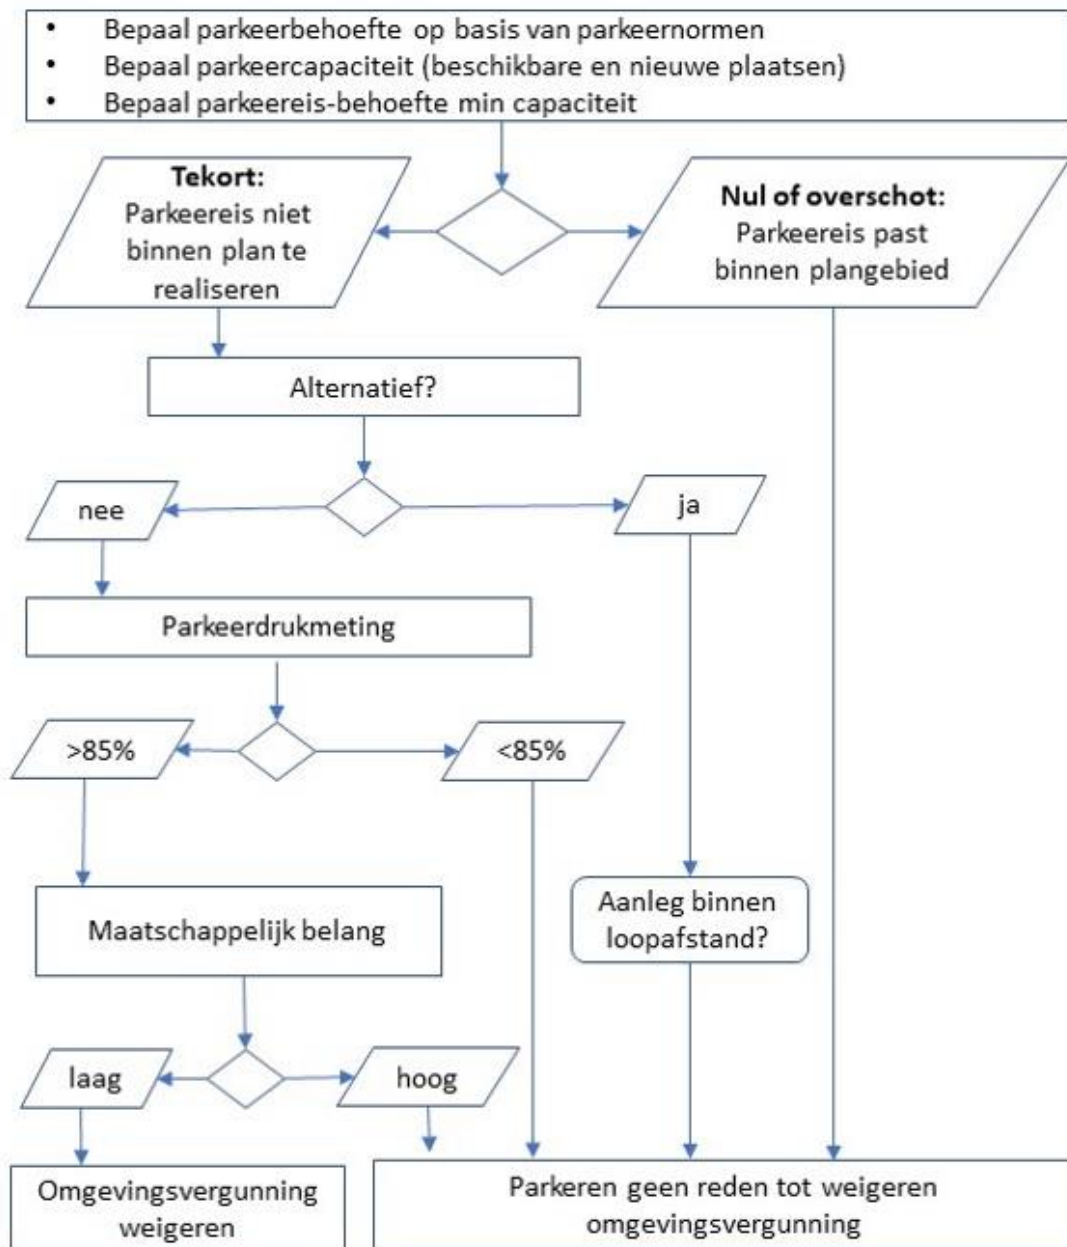 • Bepaal parkeerbehoefte op basis van parkeernormen
• Bepaal parkeercapaciteit (beschikbare en nieuwe plaatsen)
• Bepaal parkeereis-behoefte min capaciteit
Tekort:
Parkeereis niet
binnen plan te
realiseren
Nul of overschot:
Parkeereis past
binnen plangebied
Alternatief?
nee
ja
Parkeerdrukmeting
>85%
<85%
Aanleg binnen
loopafstand?
Maatschappelijk belang
laag
hoog
Omgevingsvergunning
weigeren
Parkeren geen reden tot weigeren
omgevingsvergunning